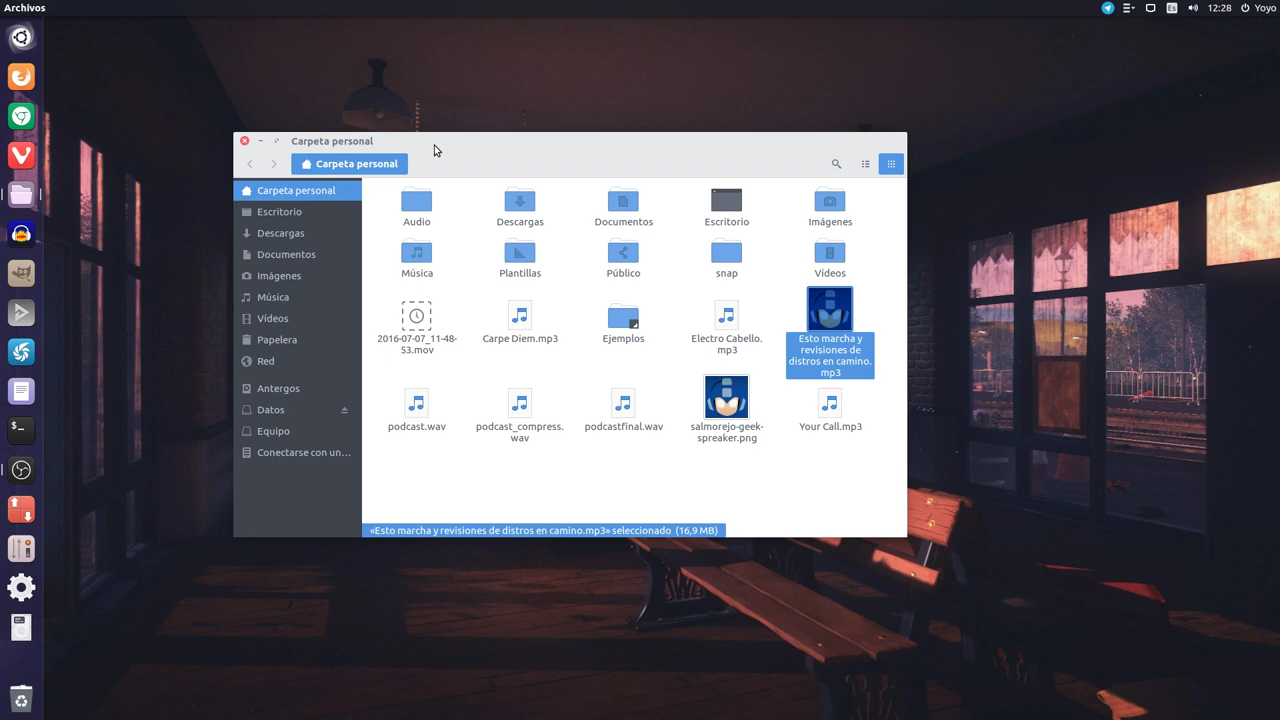 Archivos
Es
12:28
Yoyo
Carpeta personal
Carpeta personal
Carpeta personal
Escritorio
Descargas
Documentos
Imágenes
Música
Vídeos
Papelera
Red
Antergos
Datos
Equipo
Conectarse con un…
Audio
Descargas
Documentos
Escritorio
Imágenes
Música
Plantillas
Público
snap
Vídeos
2016-07-07_11-48-
53.mov
Carpe Diem.mp3
Ejemplos
Electro Cabello.
mp3
Esto marcha y
revisiones de
distros en camino.
mp3
podcast.wav
podcast_compress.
wav
podcastfinal.wav
salmorejo-geek-
spreaker.png
Your Call.mp3
«Esto marcha y revisiones de distros en camino.mp3» seleccionado (16,9 MB)